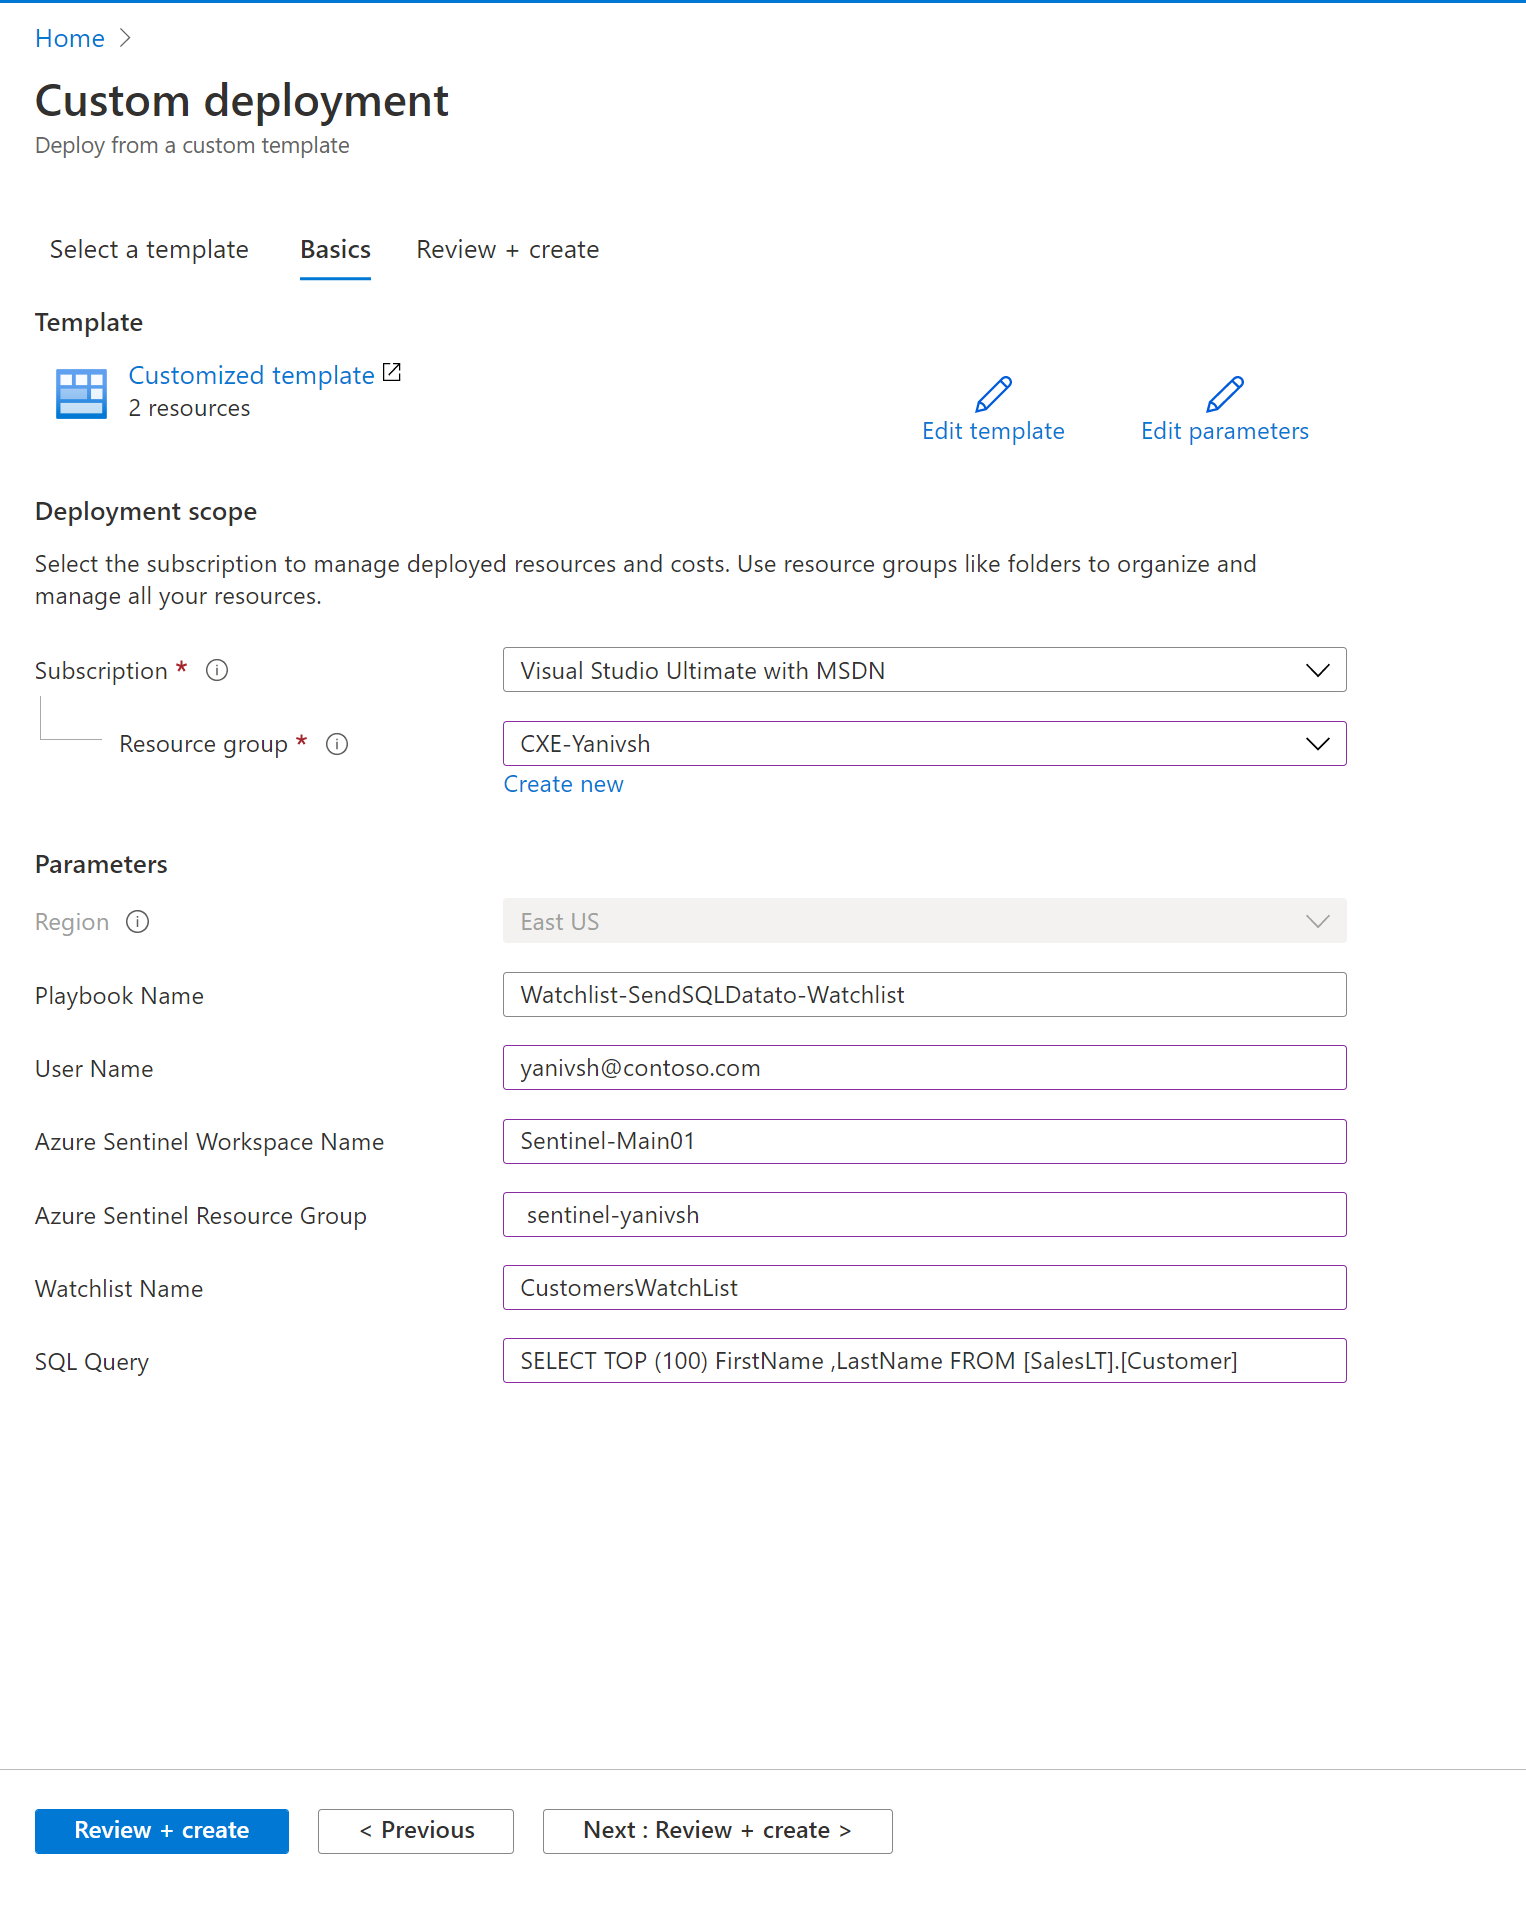 Home
Custom deployment
Deploy from a custom template
Select a template Basics Review + create
Template
Customized template
2 resources
Edit template Edit parameters
Deployment scope
Select the subscription to manage deployed resources and costs. Use resource groups like folders to organize and
manage all your resources.
Subscription * Visual Studio Ultimate with MSDN
Resource group * CXE-Yanivsh
Create new
Parameters
Region East US
Playbook Name Watchlist-SendSQLDatato-Watchlist
User Name yanivsh@contoso.com
Azure Sentinel Workspace Name Sentinel-Main01
Azure Sentinel Resource Group sentinel-yanivsh
Watchlist Name CustomersWatchList
SQL Query SELECT TOP (100) FirstName ,LastName FROM [SalesLT].[Customer]
Review + create < Previous Next : Review + create >